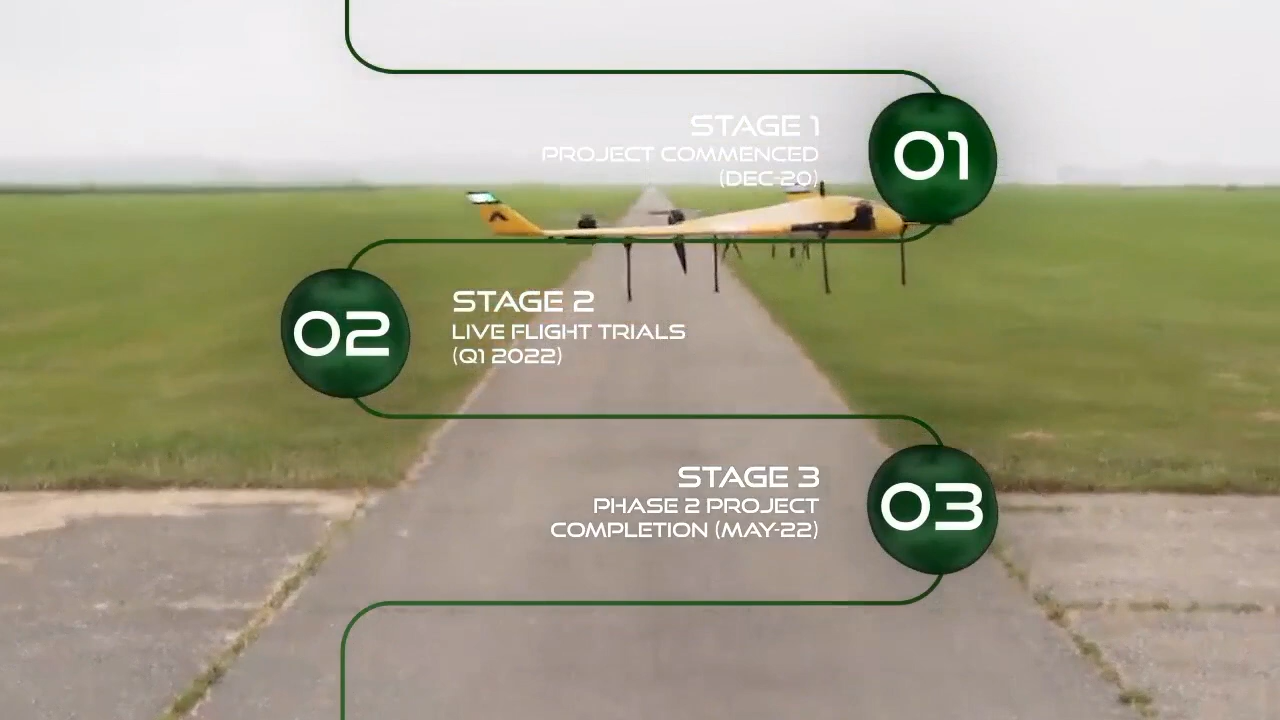 STAGE 1
PROJECT COMMENCED
(DEC-20)
01
02
STAGE 2
LIVE FLIGHT TRIALS
(Q1 2022)
STAGE 3
PHASE 2 PROJECT
COMPLETION (MAY-22)
03